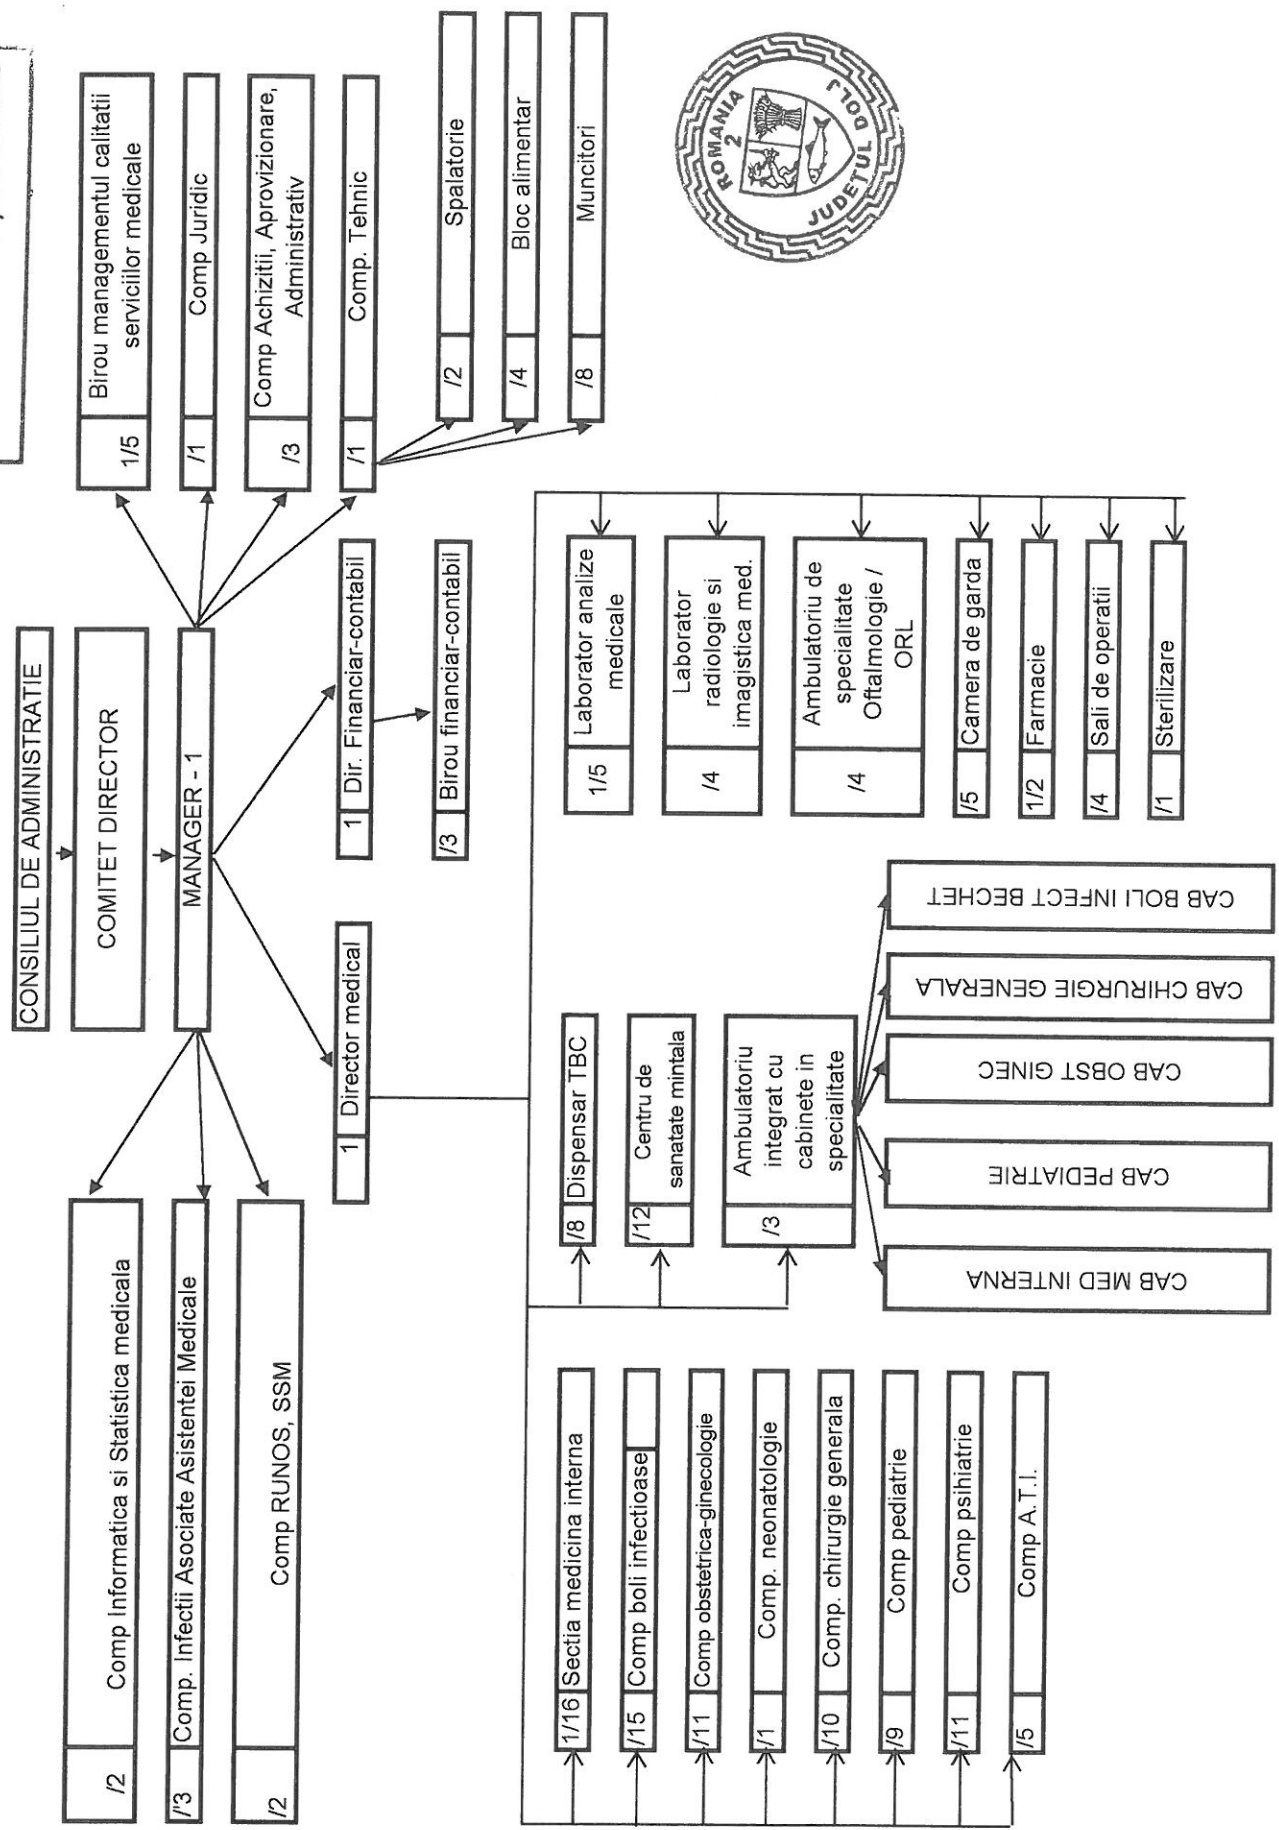 CONSILIUL DE ADMINISTRATIE
COMITET DIRECTOR
MANAGER - 1
/2 Comp Informatica si Statistica medicala
/'3 Comp. Infectii Asociate Asistentei Medicale
/2 Comp RUNOS, SSM
1/5 Birou managementul calitatii
serviciilor medicale
/1 Comp Juridic
/3 Comp Achizitii, Aprovizionare,
Administrativ
/1 Comp. Tehnic
/2 Spalatorie
/4 Bloc alimentar
/8 Muncitori
1 Director medical
1 Dir. Financiar-contabil
/3 Birou financiar-contabil
1/16 Sectia medicina interna
/15 Comp boli infectioase
/11 Comp obstetrica-ginecologie
/1 Comp. neonatologie
/10 Comp. chirurgie generala
/9 Comp pediatrie
/11 Comp psihiatrie
/5 Comp A.T.I.
/8 Dispensar TBC
/12 Centru de
sanatate mintala
/3 Ambulatoriu
integrat cu
cabinete in
specialitate
CAB MED INTERNA
CAB PEDIATRIE
CAB OBST GINEC
CAB CHIRURGIE GENERALA
CAB BOLI INFECT BECHET
1/5 Laborator analize
medicale
/4 Laborator
radiologie si
imagistica med.
/4 Ambulatoriu de
specialitate
Oftalmologie /
ORL
/5 Camera de garda
1/2 Farmacie
/4 Sali de operatii
/1 Sterilizare
ROMANIA
2
JUDEŢUL DOLJ